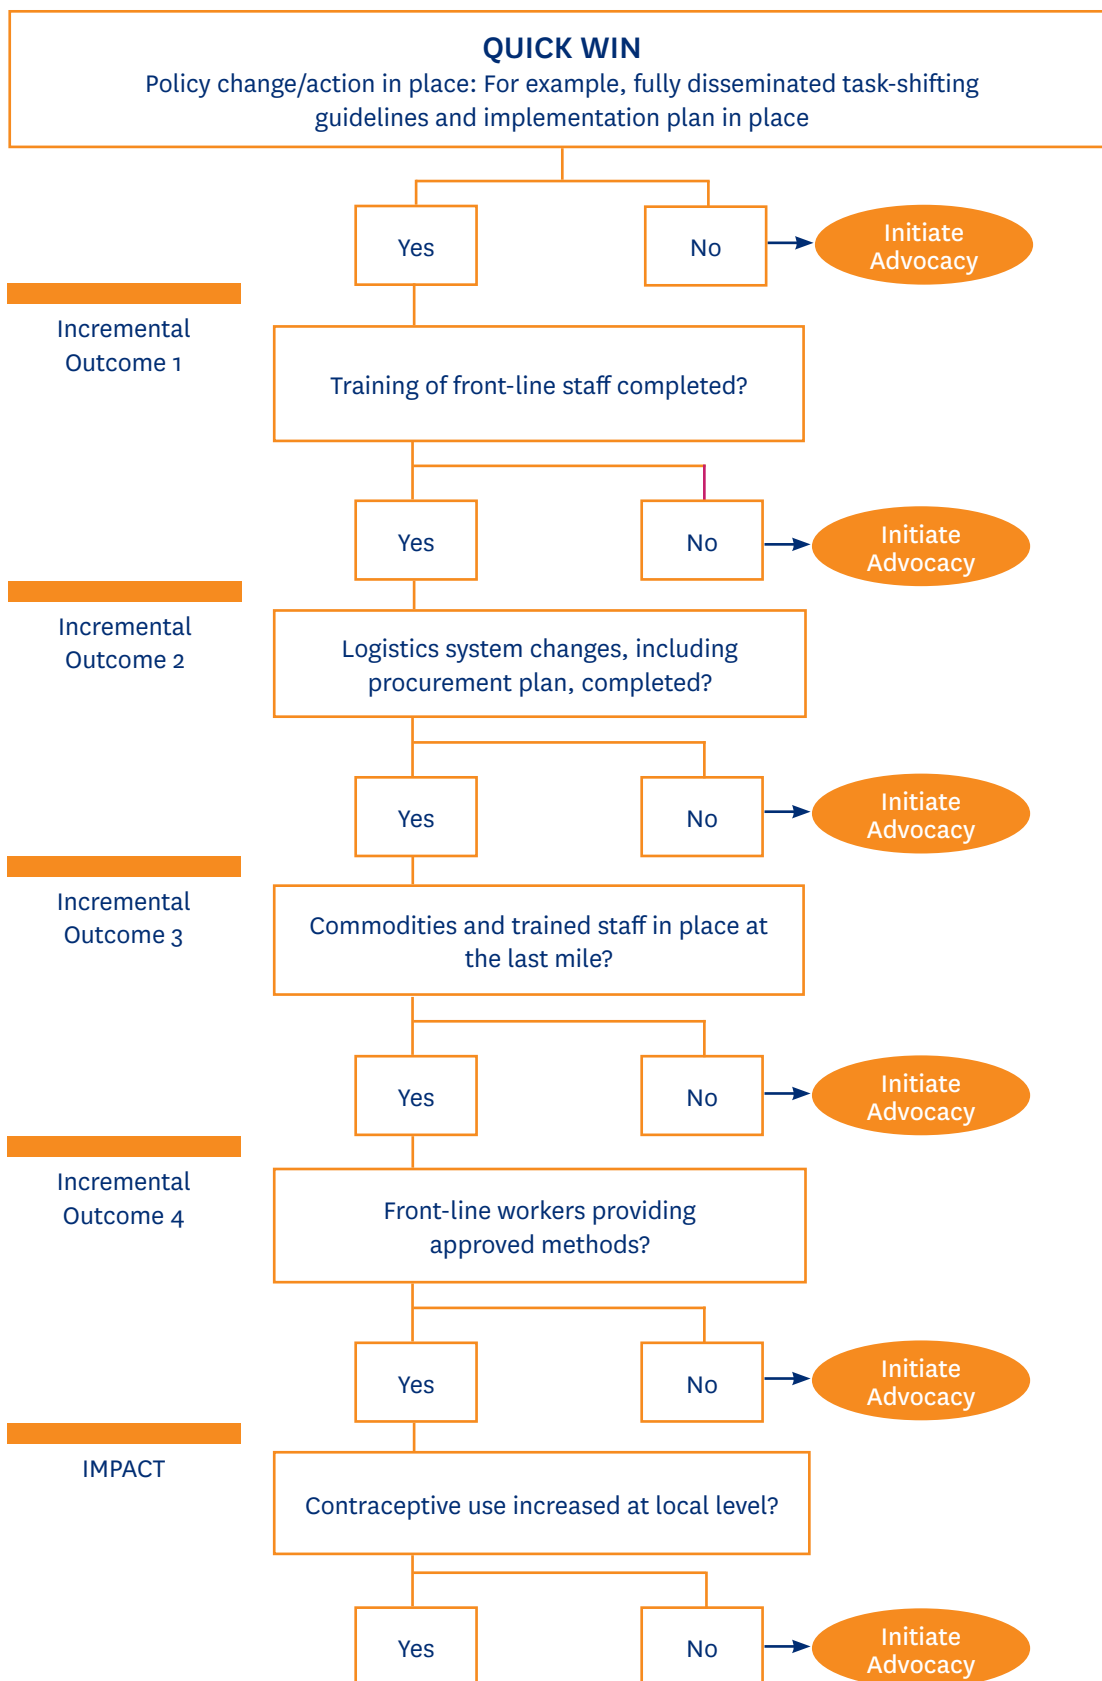 QUICK WIN
Policy change/action in place: For example, fully disseminated task-shifting
guidelines and implementation plan in place
Yes
No
Initiate
Advocacy
Incremental
Outcome 1
Training of front-line staff completed?
Yes
No
Initiate
Advocacy
Incremental
Outcome 2
Logistics system changes, including
procurement plan, completed?
Yes
No
Initiate
Advocacy
Incremental
Outcome 3
Commodities and trained staff in place at
the last mile?
Yes
No
Initiate
Advocacy
Incremental
Outcome 4
Front-line workers providing
approved methods?
Yes
No
Initiate
Advocacy
IMPACT
Contraceptive use increased at local level?
Yes
No
Initiate
Advocacy